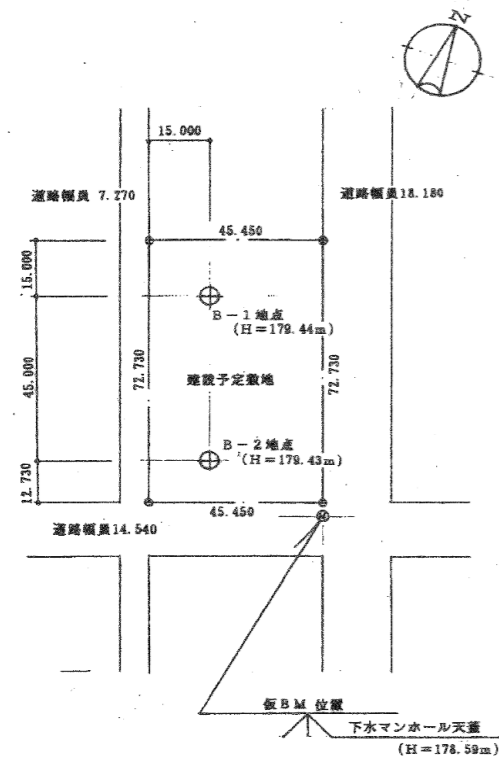 N
15.000
道路幅員 7.270
道路幅員18.180
45.450
15.000
B－1地点
(H＝179.44m)
45.000
72.730
建設予定敷地
72.730
B－2地点
(H＝179.43m)
12.730
45.450
道路幅員14.540
仮BM 位置
下水マンホール天蓋
(H＝178.59m)